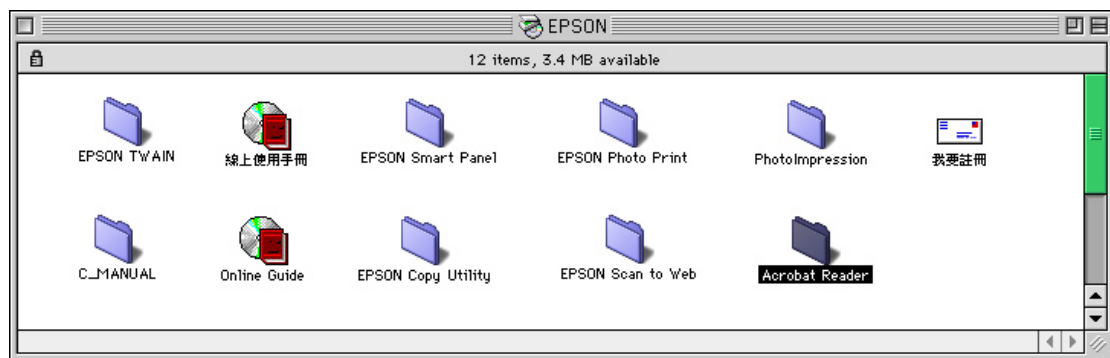 EPSON
12 items, 3.4 MB available
EPSON TWAIN
線上使用手冊
EPSON Smart Panel
EPSON Photo Print
PhotoImpression
我要註冊
C_MANUAL
Online Guide
EPSON Copy Utility
EPSON Scan to Web
Acrobat Reader